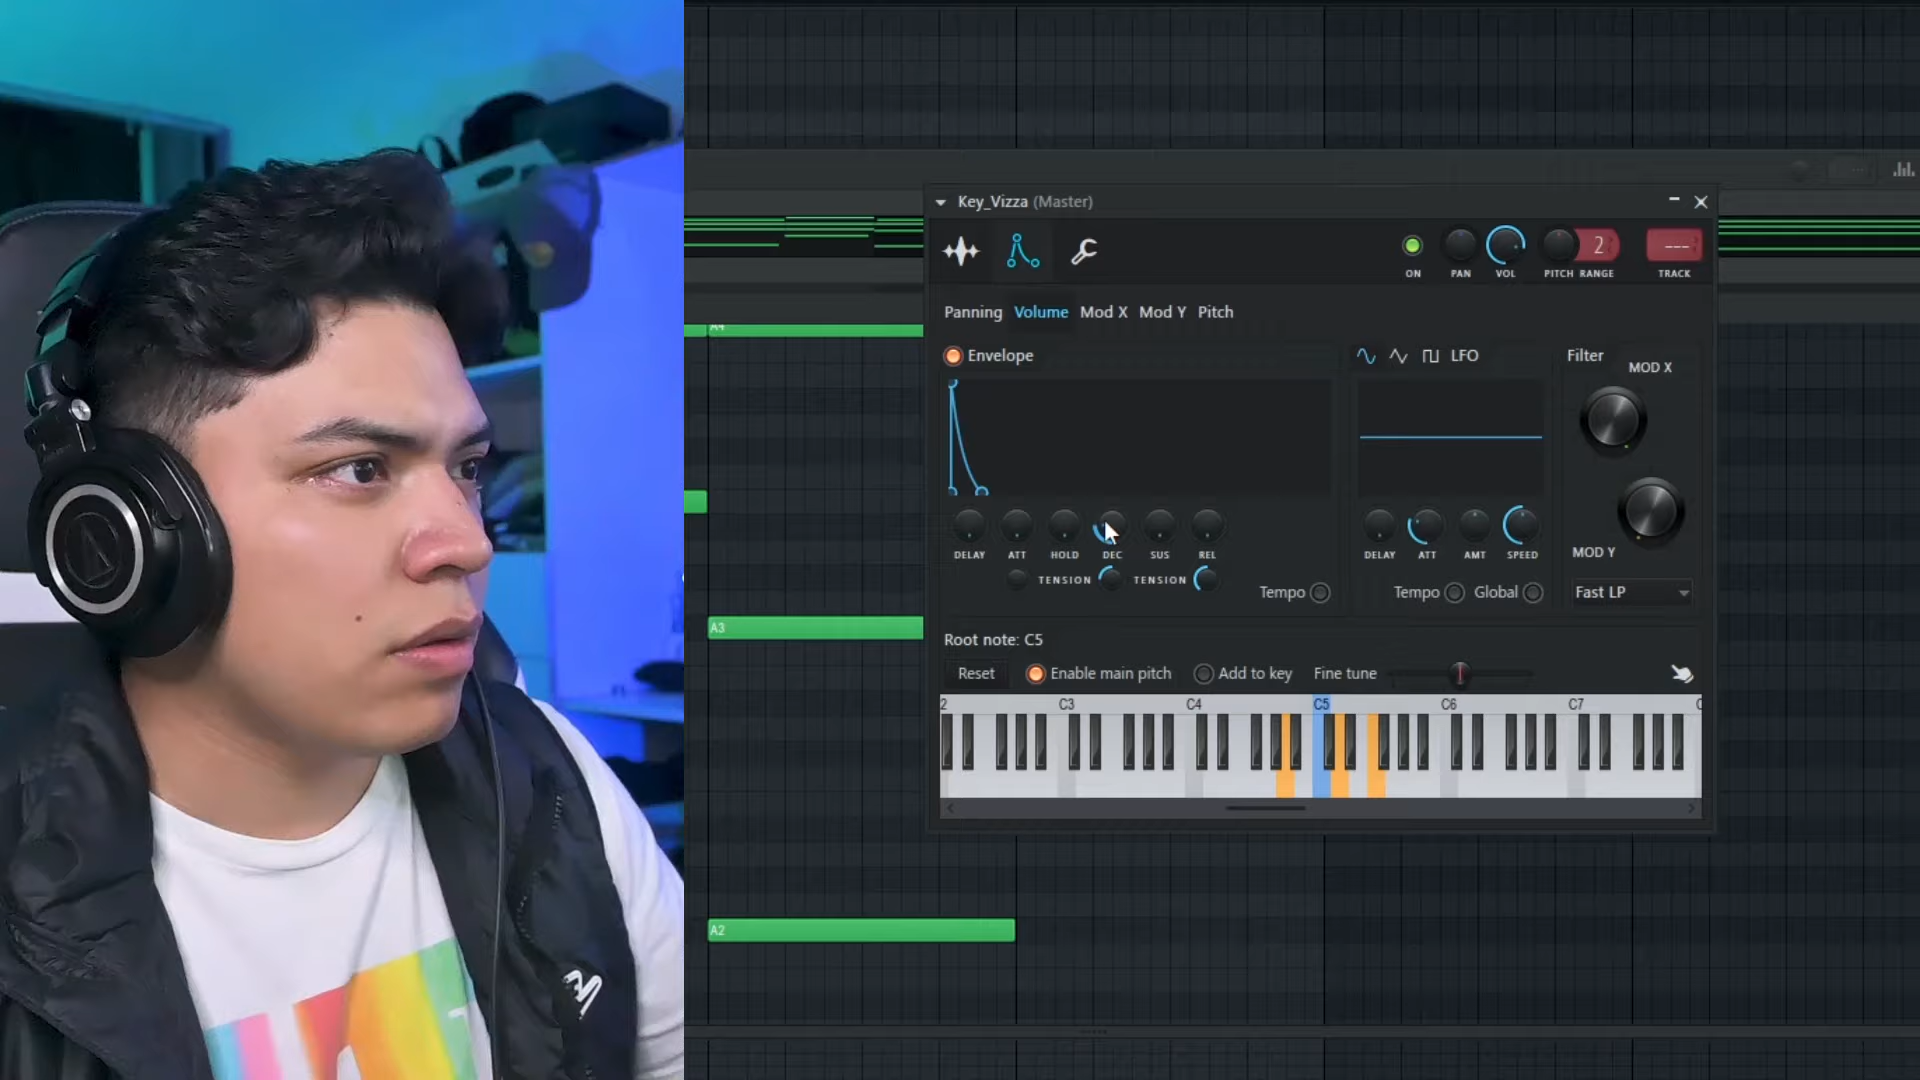 Key_Vizza (Master)
2
---
ON PAN VOL PITCH RANGE TRACK
Panning Volume Mod X Mod Y Pitch
Envelope
LFO
Filter
MOD X
A4
DELAY ATT HOLD DEC SUS REL
DELAY ATT AMT SPEED
MOD Y
TENSION TENSION
Tempo
Tempo Global
Fast LP
A3
Root note: C5
Reset Enable main pitch Add to key Fine tune
2 C3 C4 C5 C6 C7
A2